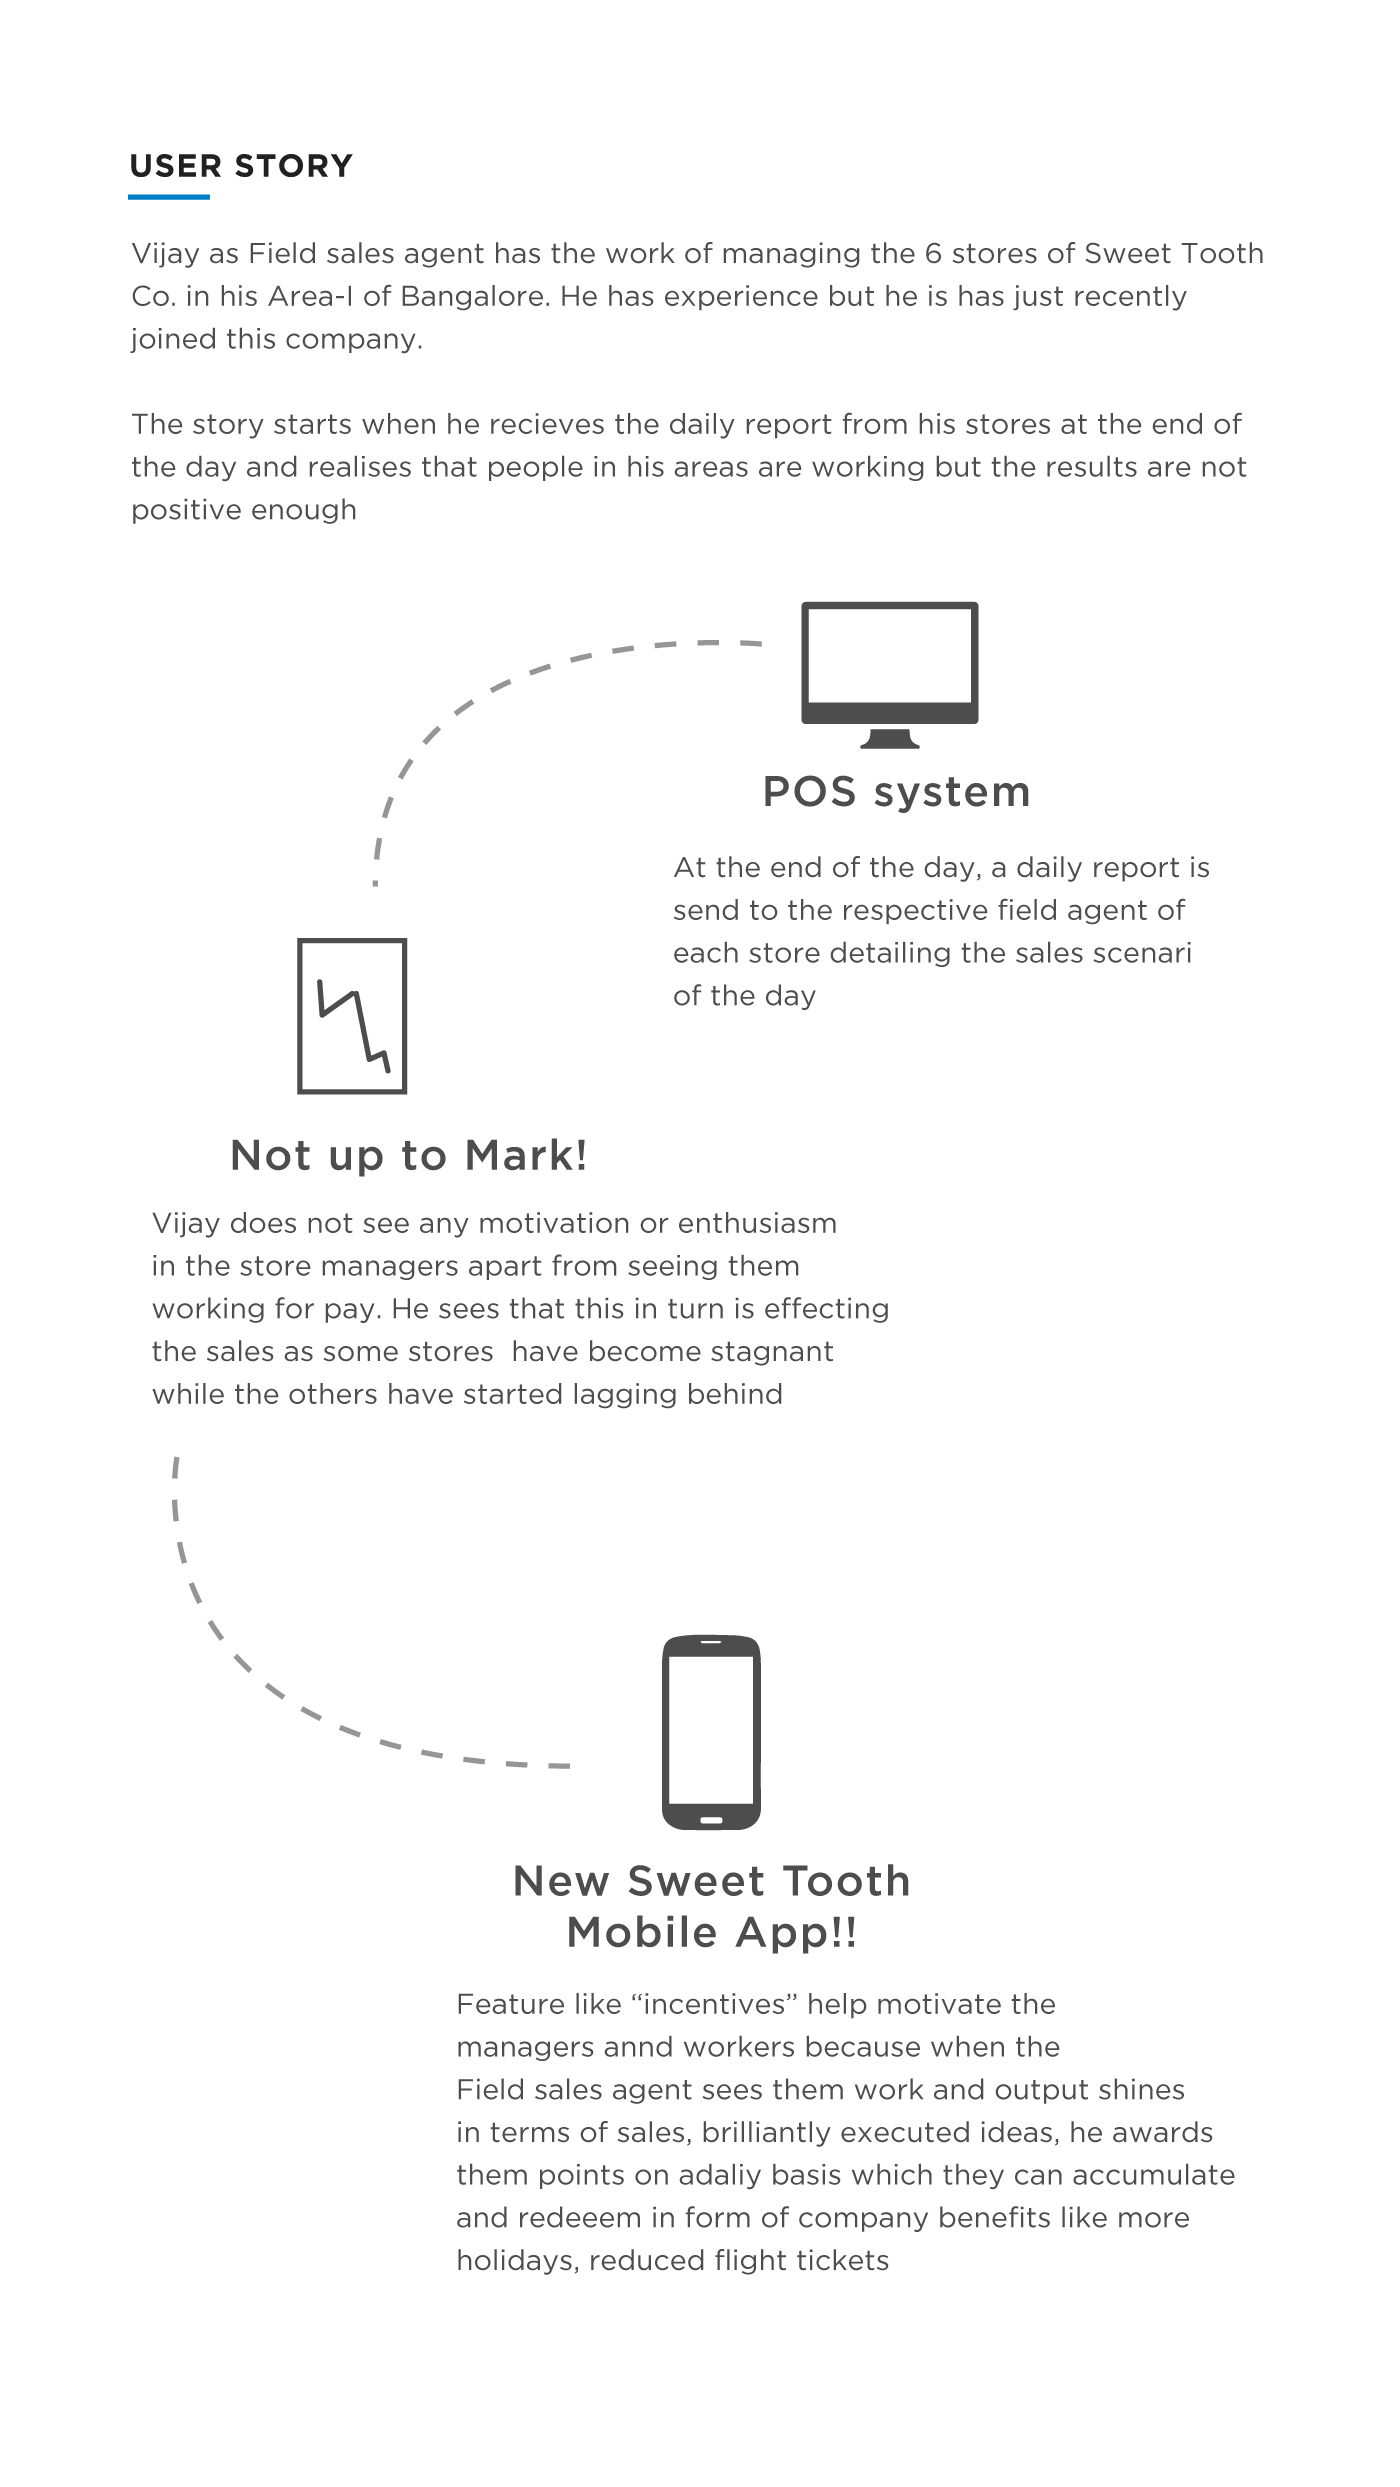 USER STORY
Vijay as Field sales agent has the work of managing the 6 stores of Sweet Tooth
Co. in his Area-I of Bangalore. He has experience but he is has just recently
joined this company.
The story starts when he recieves the daily report from his stores at the end of
the day and realises that people in his areas are working but the results are not
positive enough
POS system
At the end of the day, a daily report is
send to the respective field agent of
each store detailing the sales scenari
of the day
Not up to Mark!
Vijay does not see any motivation or enthusiasm
in the store managers apart from seeing them
working for pay. He sees that this in turn is effecting
the sales as some stores  have become stagnant
while the others have started lagging behind
New Sweet Tooth
Mobile App!!
Feature like “incentives” help motivate the
managers annd workers because when the
Field sales agent sees them work and output shines
in terms of sales, brilliantly executed ideas, he awards
them points on adaliy basis which they can accumulate
and redeeem in form of company benefits like more
holidays, reduced flight tickets